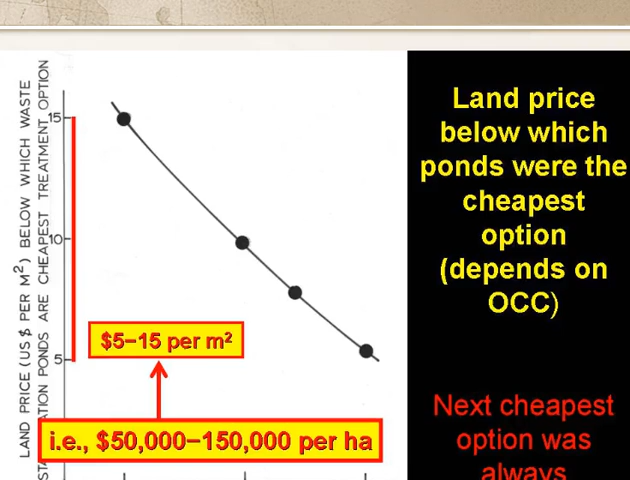 LAND PRICE (US $ PER M²) BELOW WHICH WASTE
STABILISATION PONDS ARE CHEAPEST TREATMENT OPTION
15
10
5
$5–15 per m²
i.e., $50,000–150,000 per ha
Land price
below which
ponds were the
cheapest
option
(depends on
OCC)
Next cheapest
option was
always